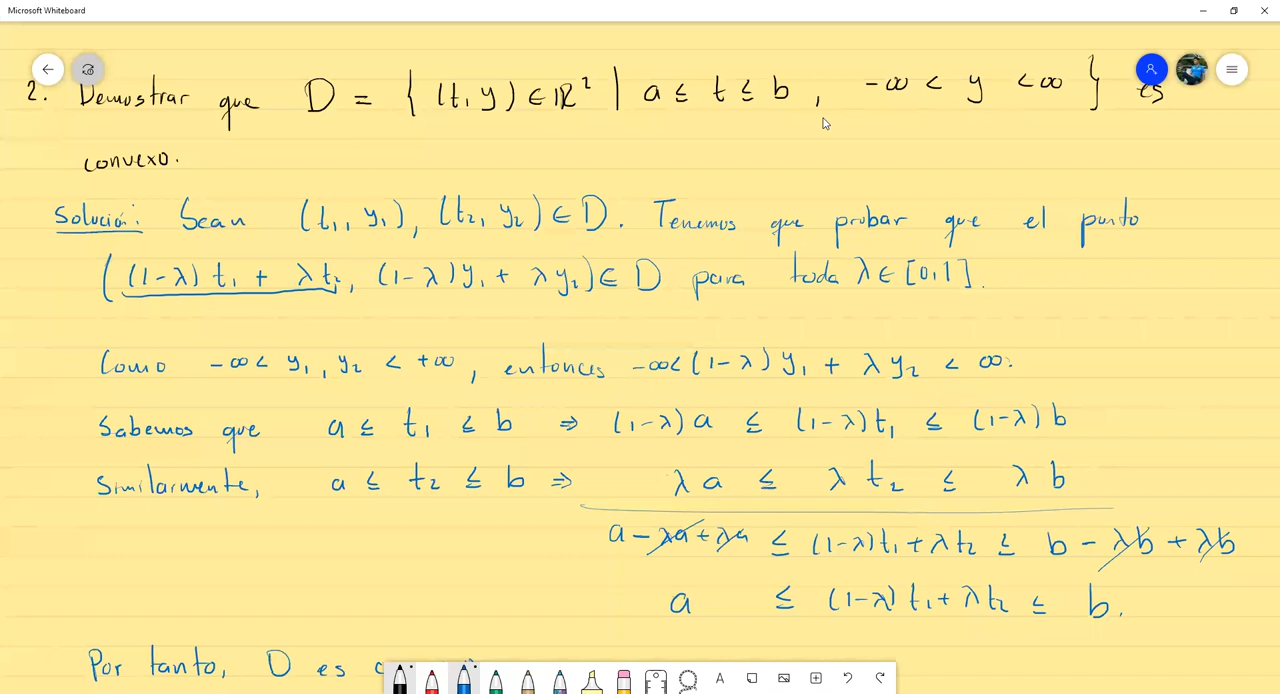 Microsoft Whiteboard
2. Demostrar que D = { (t, y) ∈ ℝ² | a ≤ t ≤ b , -∞ < y < ∞ } es
convexo.
Solución: Sean (t₁, y₁), (t₂, y₂) ∈ D. Tenemos que probar que el punto
((1-λ) t₁ + λ t₂, (1-λ) y₁ + λ y₂) ∈ D para toda λ ∈ [0,1].
Como -∞ < y₁, y₂ < +∞, entonces -∞ < (1-λ) y₁ + λ y₂ < ∞.
Sabemos que a ≤ t₁ ≤ b ⇒ (1-λ) a ≤ (1-λ) t₁ ≤ (1-λ) b
Similarmente, a ≤ t₂ ≤ b ⇒ λ a ≤ λ t₂ ≤ λ b
a - λa + λa ≤ (1-λ) t₁ + λ t₂ ≤ b - λb + λb
a ≤ (1-λ) t₁ + λ t₂ ≤ b.
Por tanto, D es